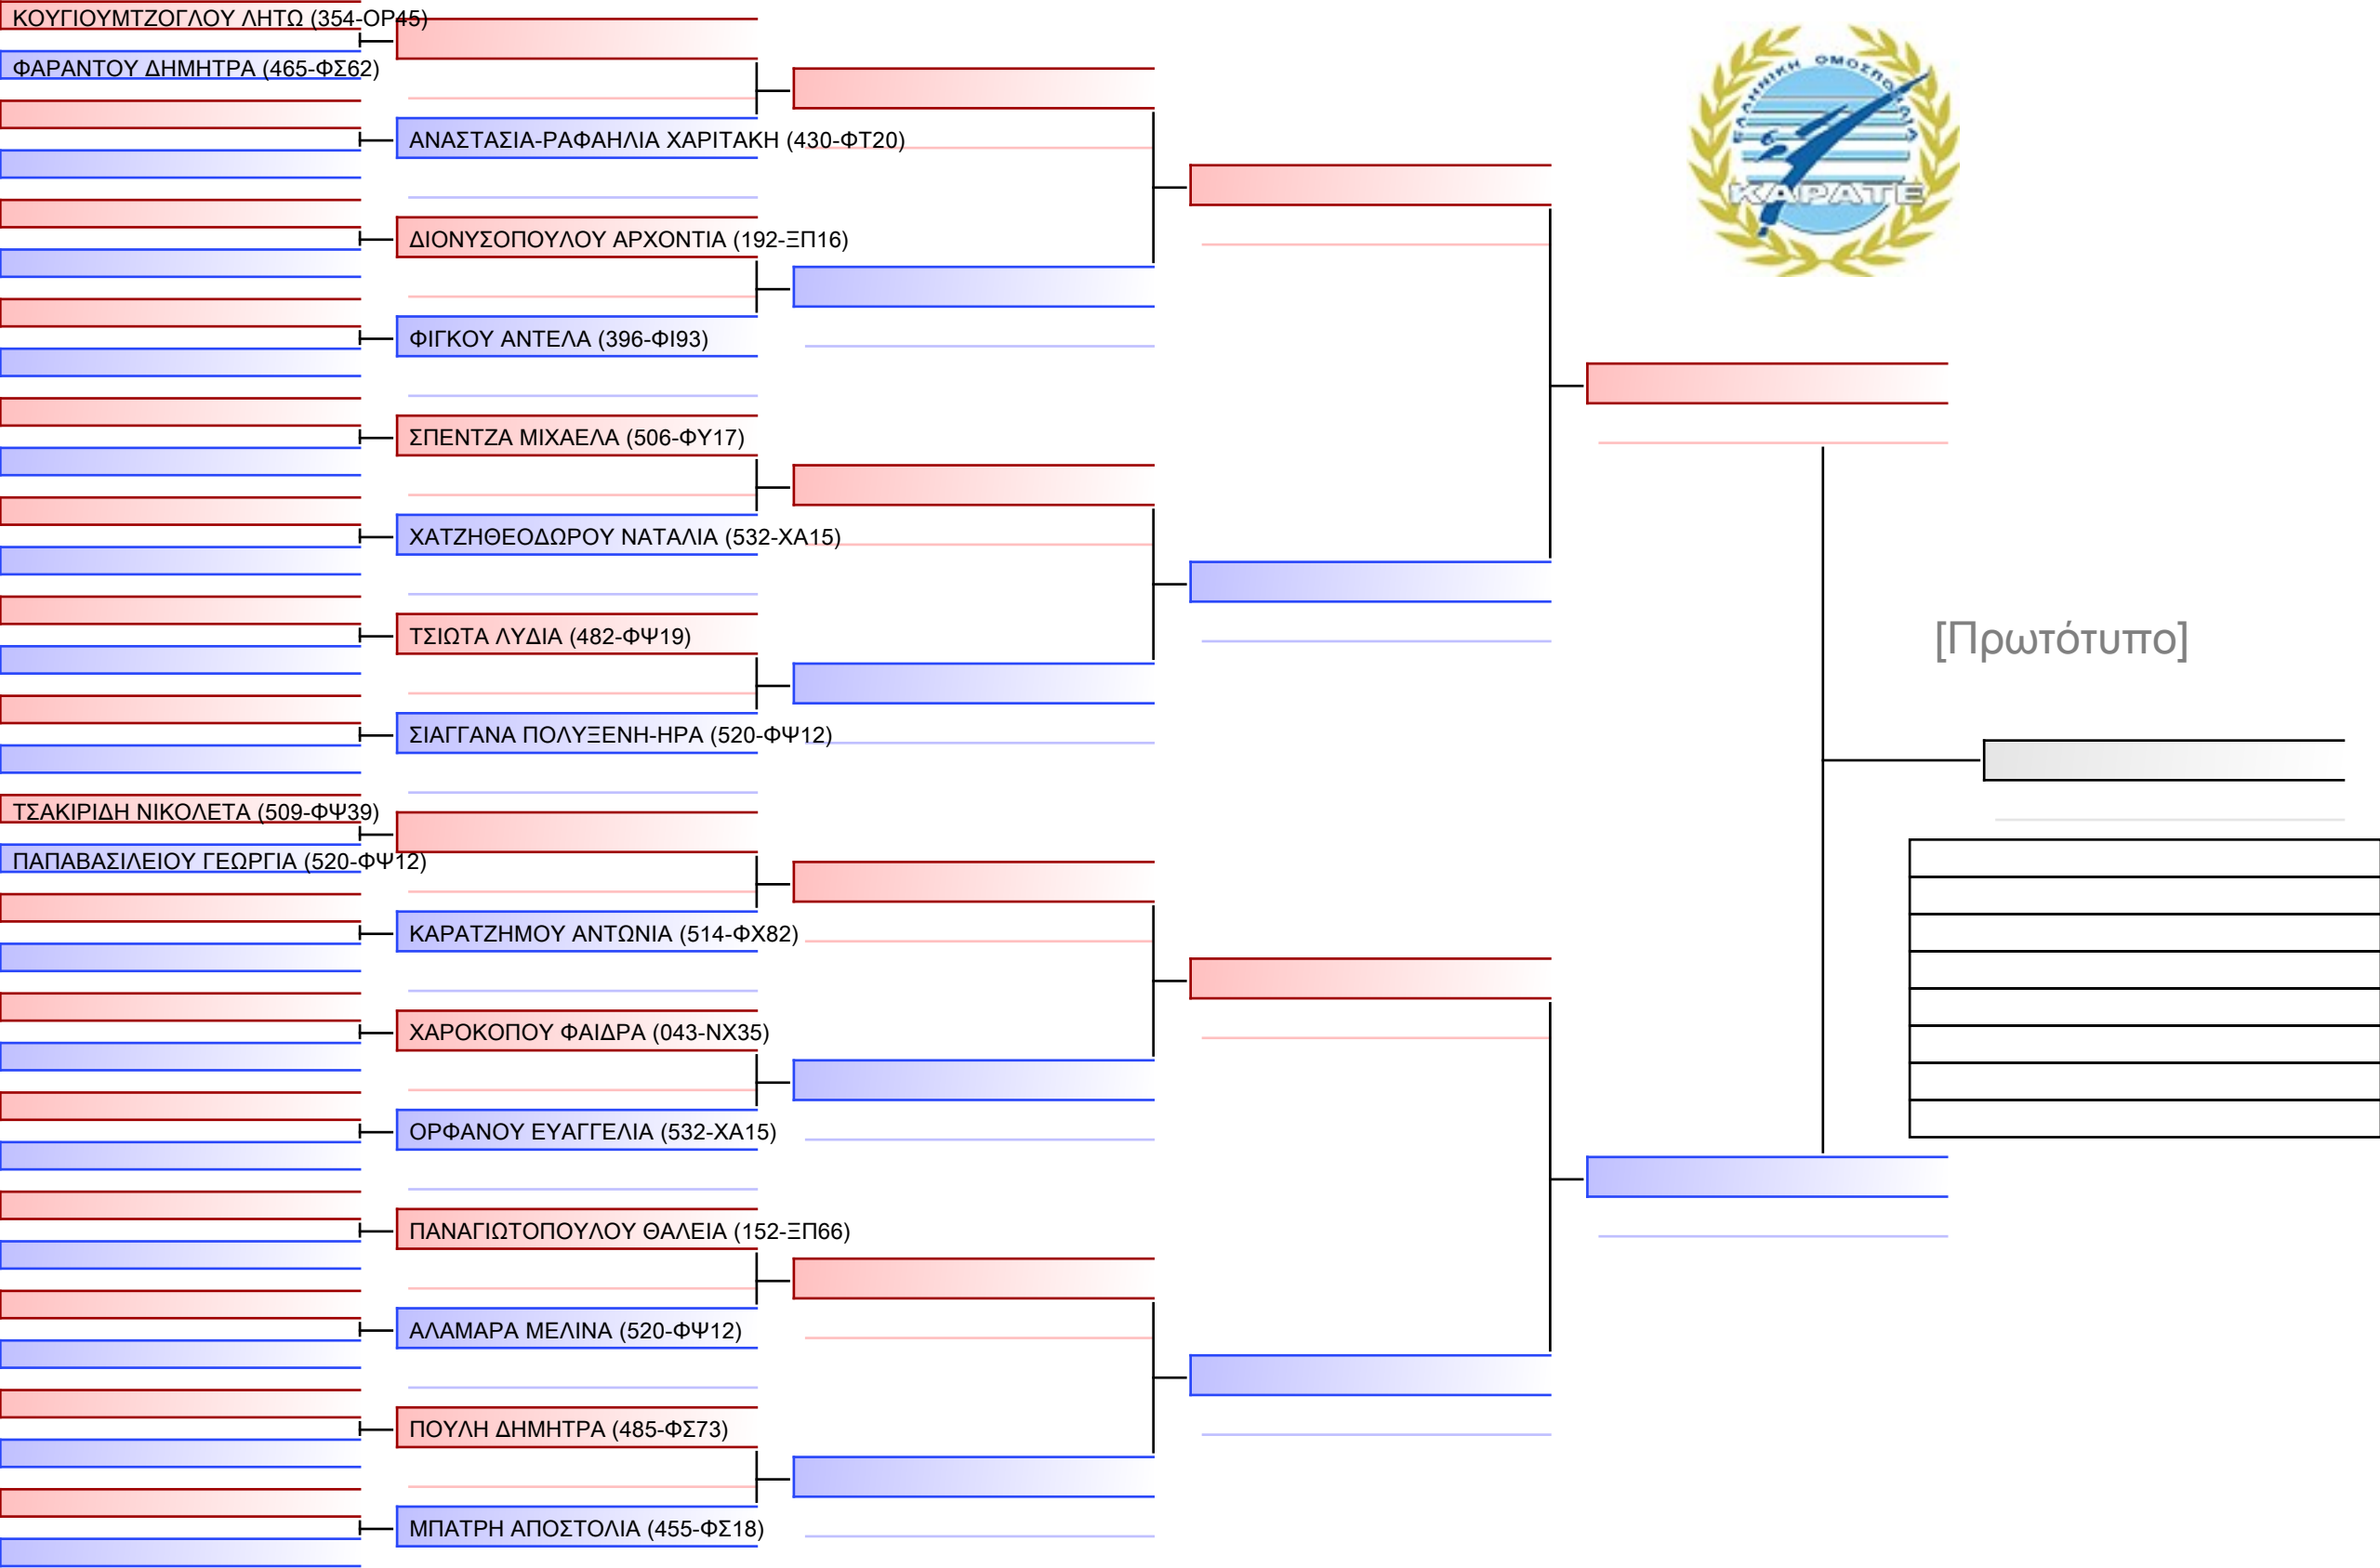 ΚΟΥΓΙΟΥΜΤΖΟΓΛΟΥ ΛΗΤΩ (354-ΟΡ45)
ΦΑΡΑΝΤΟΥ ΔΗΜΗΤΡΑ (465-ΦΣ62)
ΑΝΑΣΤΑΣΙΑ-ΡΑΦΑΗΛΙΑ ΧΑΡΙΤΑΚΗ (430-ΦΤ20)
ΔΙΟΝΥΣΟΠΟΥΛΟΥ ΑΡΧΟΝΤΙΑ (192-ΞΠ16)
ΦΙΓΚΟΥ ΑΝΤΕΛΑ (396-ΦΙ93)
ΣΠΕΝΤΖΑ ΜΙΧΑΕΛΑ (506-ΦΥ17)
ΧΑΤΖΗΘΕΟΔΩΡΟΥ ΝΑΤΑΛΙΑ (532-ΧΑ15)
ΤΣΙΩΤΑ ΛΥΔΙΑ (482-ΦΨ19)
ΣΙΑΓΓΑΝΑ ΠΟΛΥΞΕΝΗ-ΗΡΑ (520-ΦΨ12)
ΤΣΑΚΙΡΙΔΗ ΝΙΚΟΛΕΤΑ (509-ΦΨ39)
ΠΑΠΑΒΑΣΙΛΕΙΟΥ ΓΕΩΡΓΙΑ (520-ΦΨ12)
ΚΑΡΑΤΖΗΜΟΥ ΑΝΤΩΝΙΑ (514-ΦΧ82)
ΧΑΡΟΚΟΠΟΥ ΦΑΙΔΡΑ (043-ΝΧ35)
ΟΡΦΑΝΟΥ ΕΥΑΓΓΕΛΙΑ (532-ΧΑ15)
ΠΑΝΑΓΙΩΤΟΠΟΥΛΟΥ ΘΑΛΕΙΑ (152-ΞΠ66)
ΑΛΑΜΑΡΑ ΜΕΛΙΝΑ (520-ΦΨ12)
ΠΟΥΛΗ ΔΗΜΗΤΡΑ (485-ΦΣ73)
ΜΠΑΤΡΗ ΑΠΟΣΤΟΛΙΑ (455-ΦΣ18)
ΕΛΛΗΝΙΚΗ ΟΜΟΣΠΟΝΔΙΑ
ΚΑΡΑΤΕ
[Πρωτότυπο]